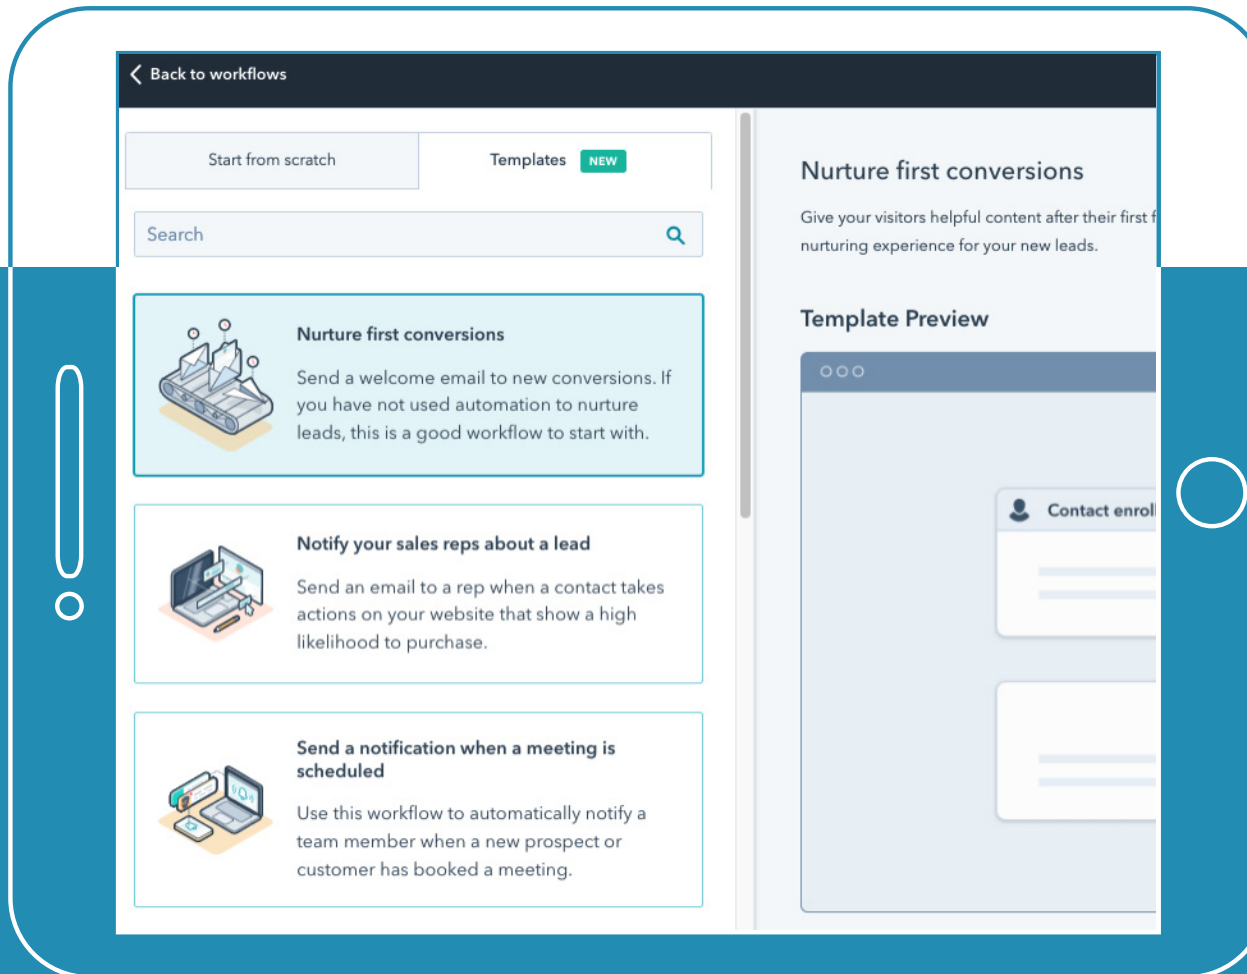 Back to workflows
Start from scratch
Templates NEW
Search
Nurture first conversions
Send a welcome email to new conversions. If
you have not used automation to nurture
leads, this is a good workflow to start with.
Notify your sales reps about a lead
Send an email to a rep when a contact takes
actions on your website that show a high
likelihood to purchase.
Send a notification when a meeting is
scheduled
Use this workflow to automatically notify a
team member when a new prospect or
customer has booked a meeting.
Nurture first conversions
Give your visitors helpful content after their first
nurturing experience for your new leads.
Template Preview
Contact